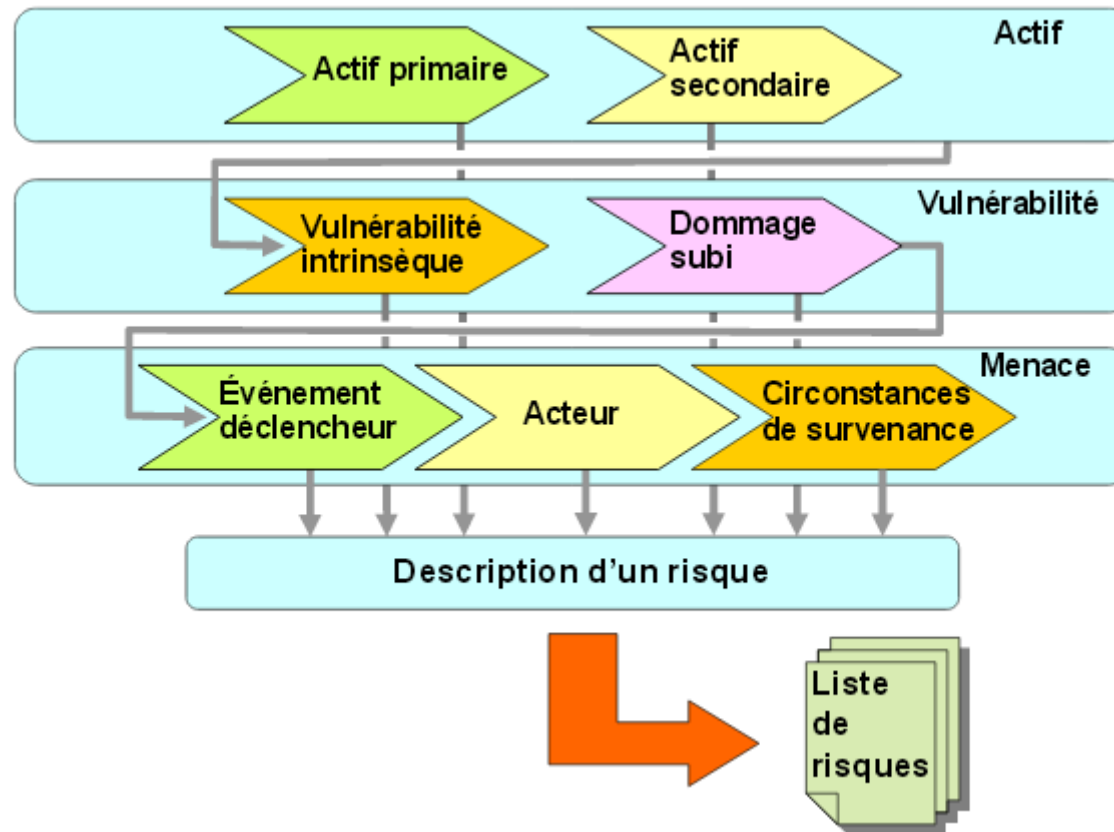 Actif
Actif primaire
Actif
secondaire
Vulnérabilité
Vulnérabilité
intrinsèque
Dommage
subi
Menace
Événement
déclencheur
Acteur
Circonstances
de survenance
Description d'un risque
Liste
de
risques